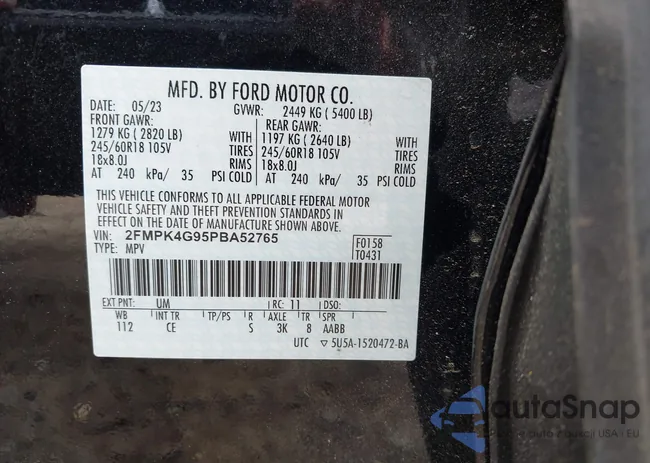 MFD. BY FORD MOTOR CO.
DATE: 05/23 GVWR: 2449 KG ( 5400 LB)
FRONT GAWR: REAR GAWR:
1279 KG ( 2820 LB) WITH 1197 KG ( 2640 LB) WITH
245/60R18 105V TIRES 245/60R18 105V TIRES
18x8.0J RIMS 18x8.0J RIMS
AT 240 kPa/ 35 PSI COLD AT 240 kPa/ 35 PSI COLD
THIS VEHICLE CONFORMS TO ALL APPLICABLE FEDERAL MOTOR
VEHICLE SAFETY AND THEFT PREVENTION STANDARDS IN
EFFECT ON THE DATE OF MANUFACTURE SHOWN ABOVE.
VIN: 2FMPK4G95PBA52765 F0158
TYPE: MPV T0431
EXT PNT: UM RC: 11 DSO:
WB INT TR TP/PS R AXLE TR SPR
112 CE S 3K 8 AABB
UTC ▽ 5U5A-1520472-BA
autaSnap
USA i EU